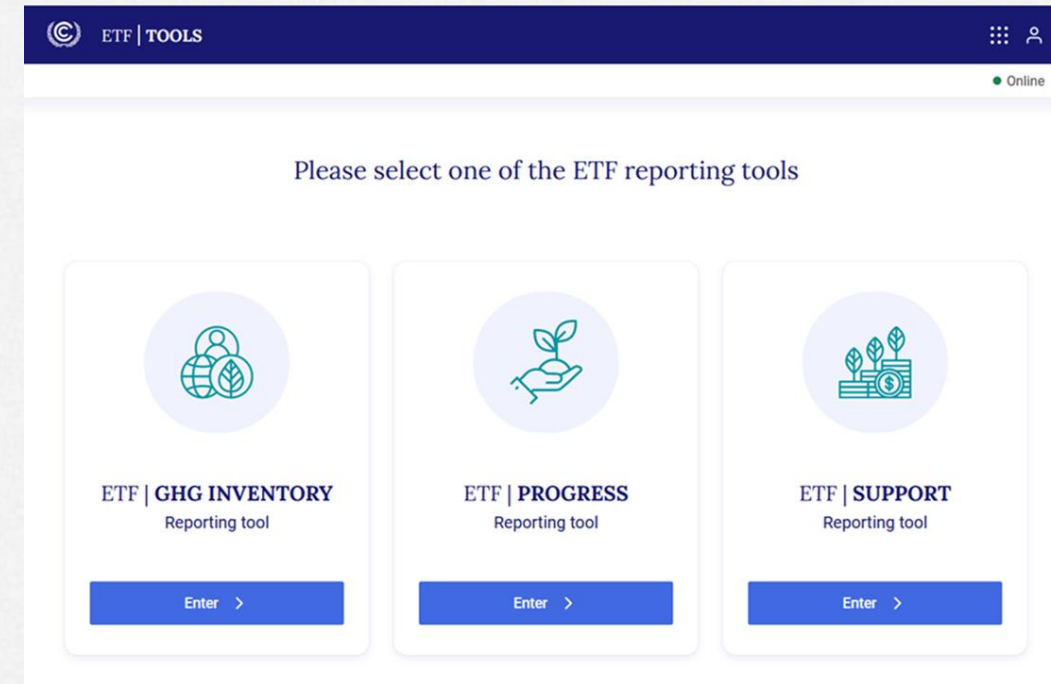 ETF | TOOLS
Online
Please select one of the ETF reporting tools
ETF | GHG INVENTORY
Reporting tool
Enter >
ETF | PROGRESS
Reporting tool
Enter >
ETF | SUPPORT
Reporting tool
Enter >